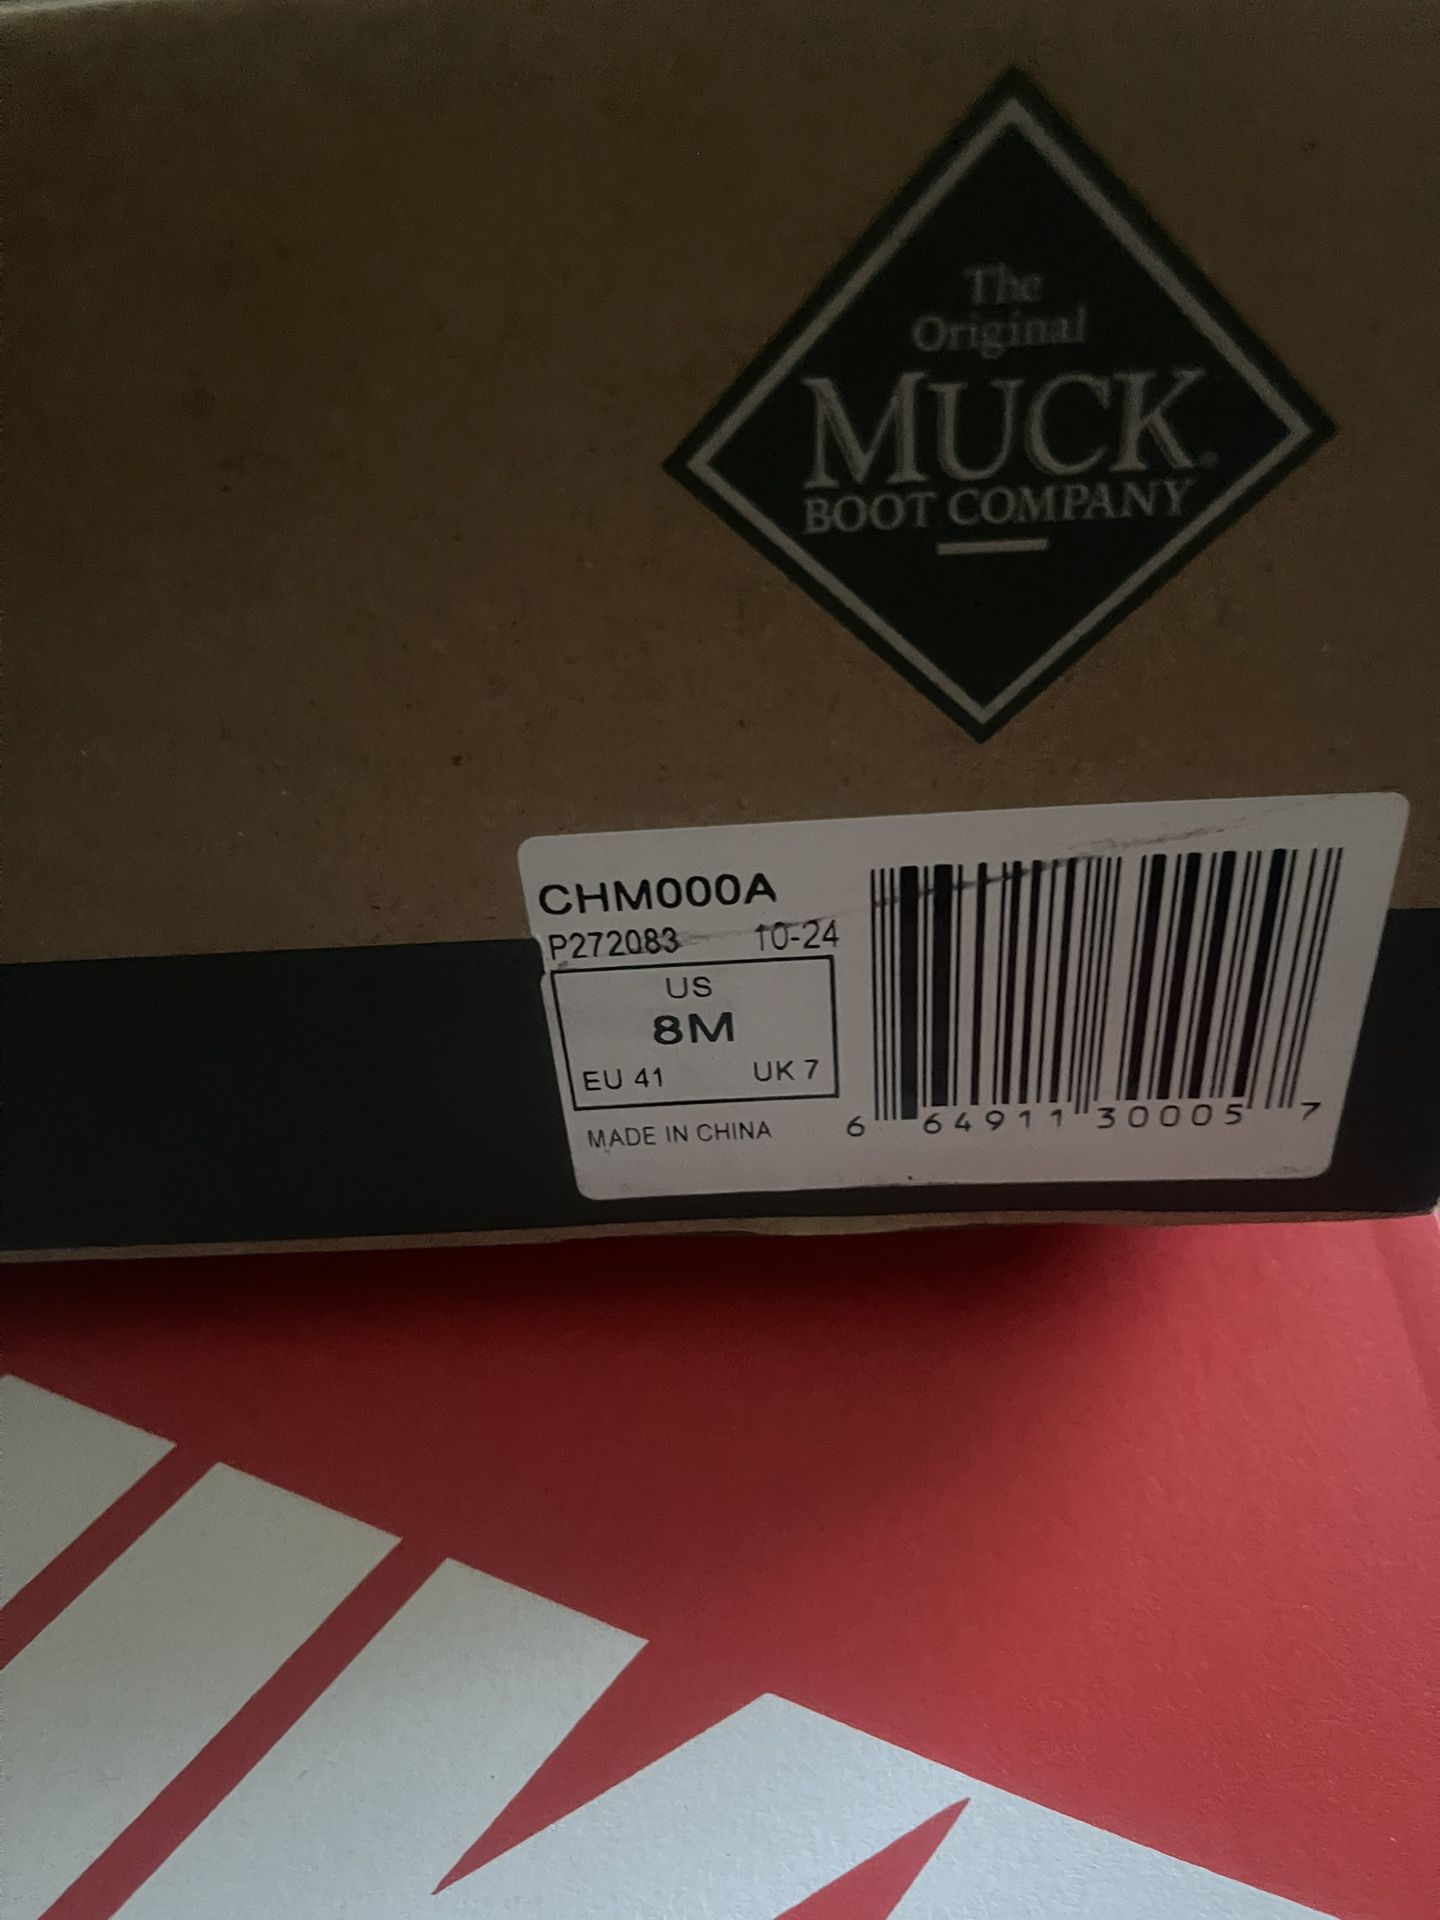 The
Original
MUCK®
BOOT COMPANY
CHM000A
P272083 10-24
US
8M
EU 41 UK 7
MADE IN CHINA
6 64911 30005 7